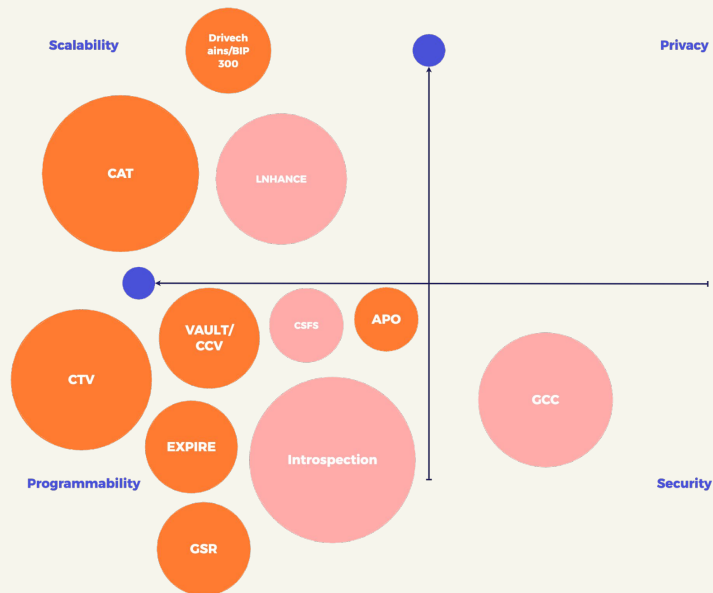 Scalability
Drivech
ains/BIP
300
Privacy
CAT
LNHANCE
VAULT/
CCV
CSFS
APO
CTV
GCC
EXPIRE
Introspection
Programmability
Security
GSR